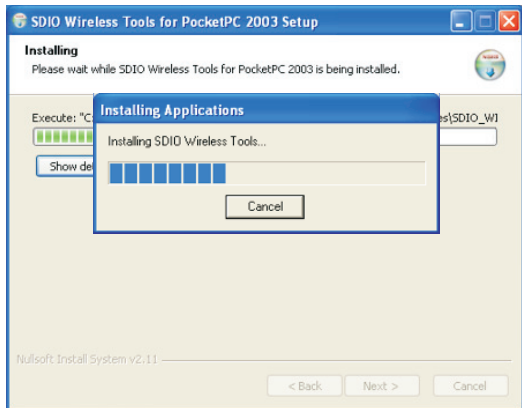 SDIO Wireless Tools for PocketPC 2003 Setup
Installing
Please wait while SDIO Wireless Tools for PocketPC 2003 is being installed.
Execute: "C:
es\SDIO_WI
Installing Applications
Installing SDIO Wireless Tools...
Show det
Cancel
Nullsoft Install System v2.11
< Back Next > Cancel